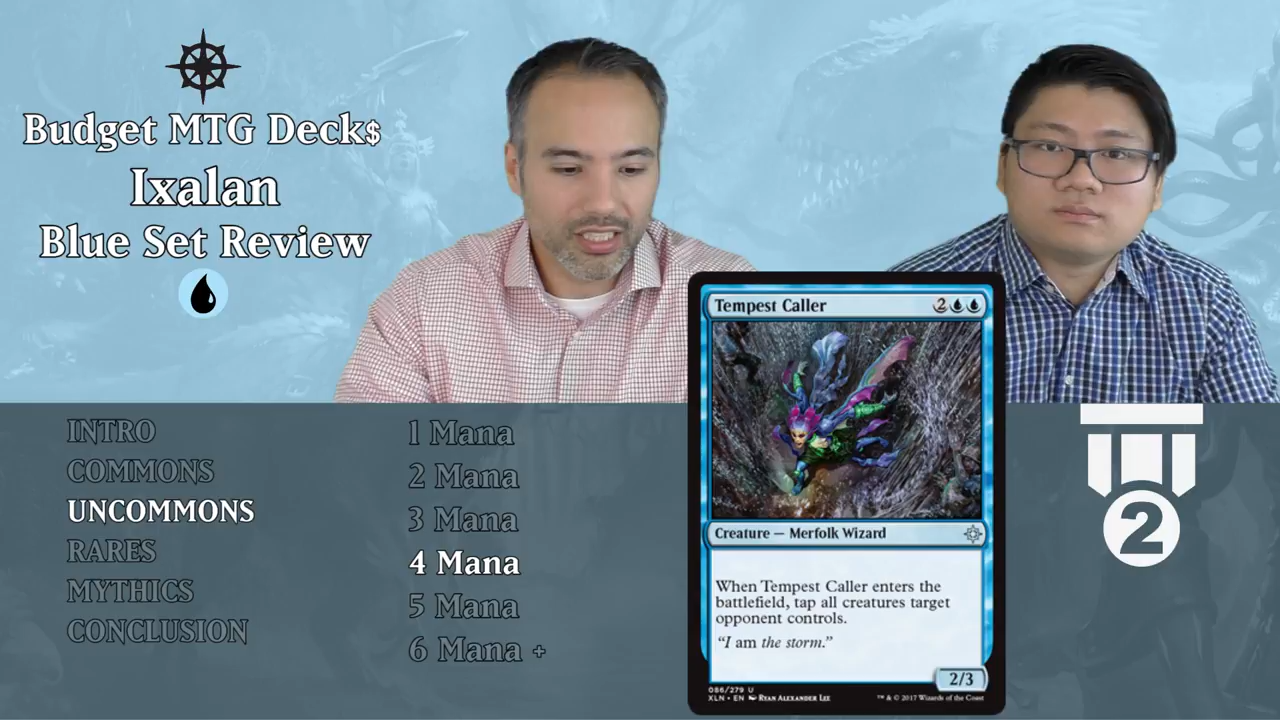 Budget MTG Deck$
Ixalan
Blue Set Review
INTRO
COMMONS
UNCOMMONS
RARES
MYTHICS
CONCLUSION
1 Mana
2 Mana
3 Mana
4 Mana
5 Mana
6 Mana +
Tempest Caller 2
Creature — Merfolk Wizard
When Tempest Caller enters the
battlefield, tap all creatures target
opponent controls.
"I am the storm."
2/3
086/279 U
XLN • EN Ryan Alexander Lee
™ & © 2017 Wizards of the Coast
2